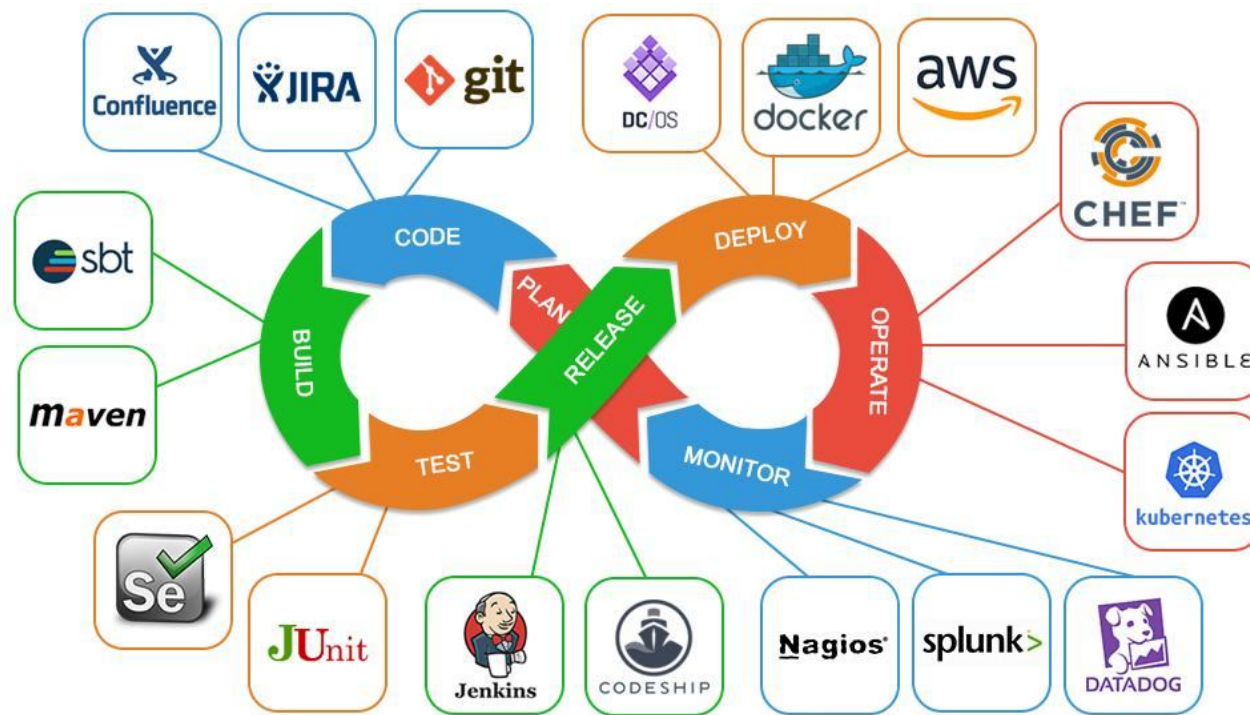 Confluence
JIRA
git
DC/OS
docker
aws
CHEF™
sbt
CODE
DEPLOY
PLAN
RELEASE
BUILD
OPERATE
ANSIBLE
maven
TEST
MONITOR
kubernetes
Se
JUnit
Jenkins
CODESHIP
Nagios®
splunk>
DATADOG